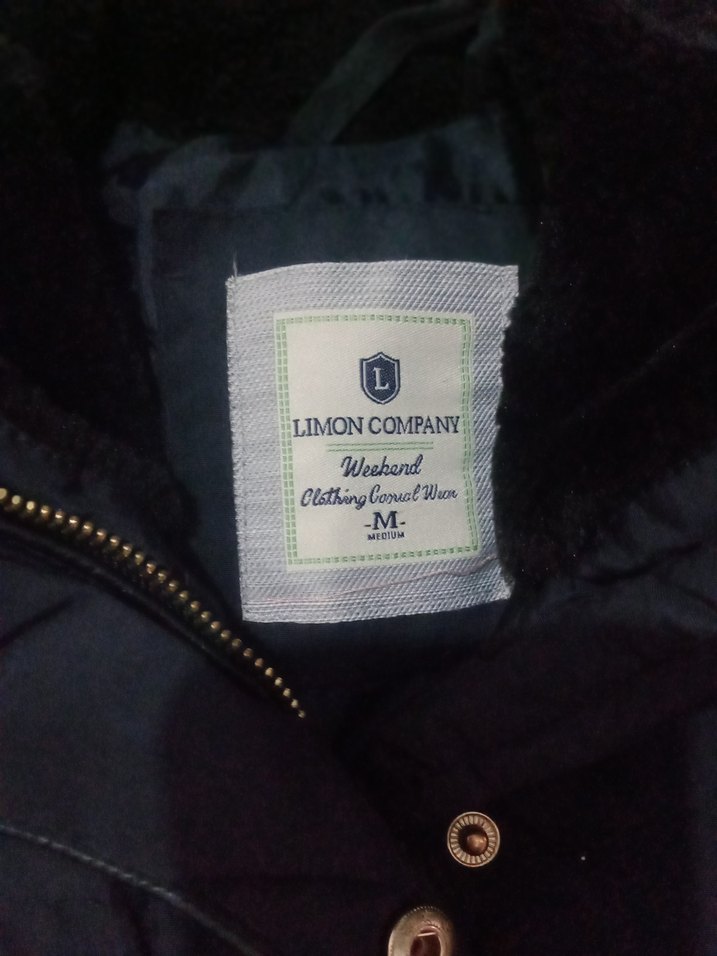 L
LIMON COMPANY
Weekend
Clothing Casual Wear
-M-
MEDIUM